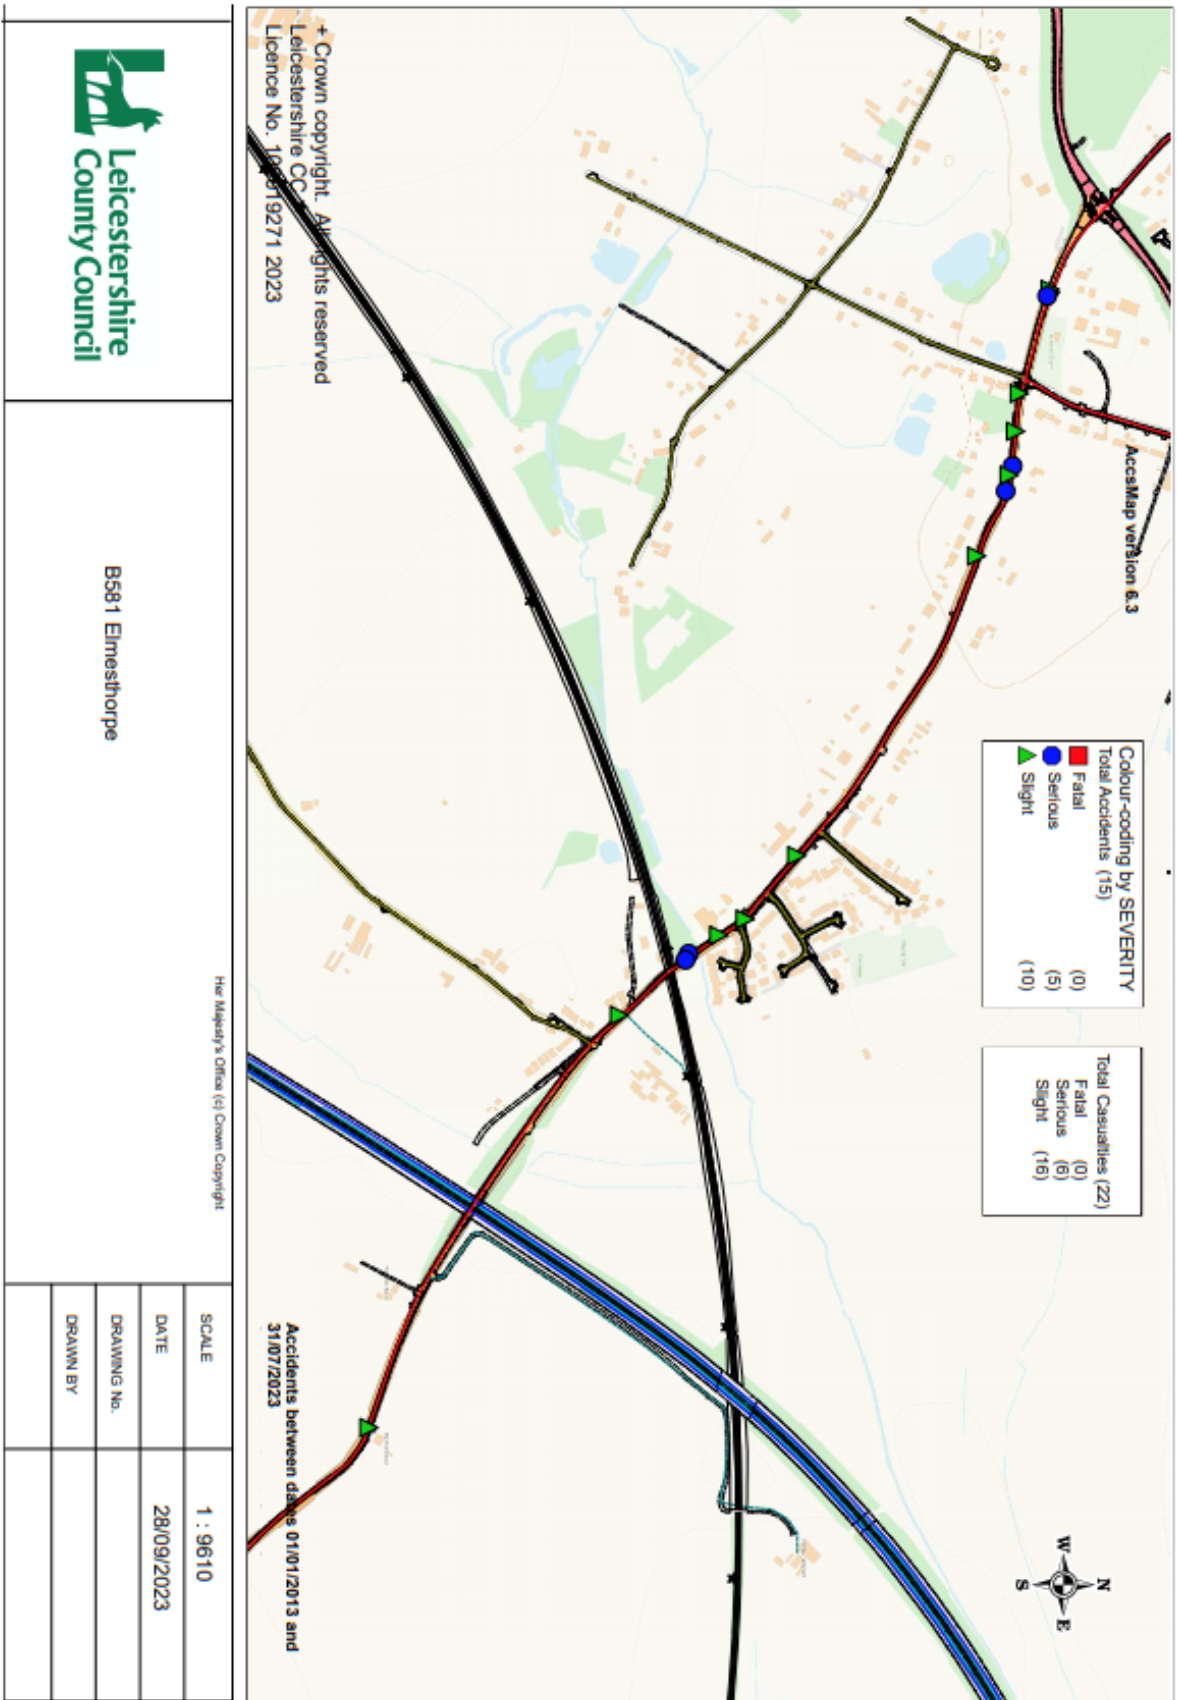 AccsMap version 6.3
Colour-coding by SEVERITY
Total Accidents (15)
Fatal (0)
Serious (5)
Slight (10)
Total Casualties (22)
Fatal (0)
Serious (6)
Slight (16)
N
W E
S
+ Crown copyright. All rights reserved
Leicestershire CC
Licence No. 19271 2023
Accidents between dates 01/01/2013 and
31/07/2023
Her Majesty's Office (c) Crown Copyright
Leicestershire
County Council
B581 Elmesthorpe
SCALE 1 : 9610
DATE 28/09/2023
DRAWING No.
DRAWN BY